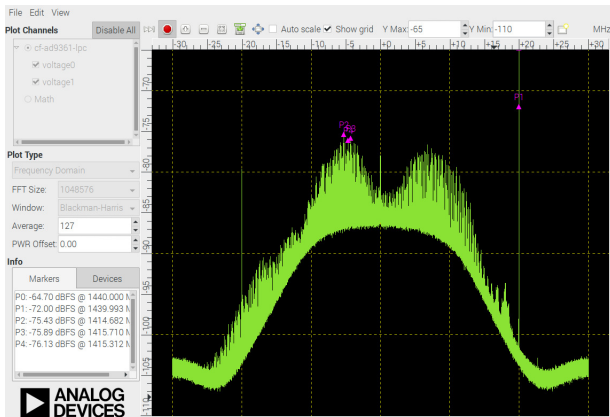 File Edit View
Plot Channels Disable All Auto scale Show grid Y Max: -65 Y Min: -110 MHz
-30 -25 -20 -15 -10 -5 +0 +5 +10 +15 +20 +25 +30
cf-ad9361-lpc
voltage0
voltage1
Math
-70
-75
-80
-85
-90
-95
-100
-105
-110
P1
P2
Plot Type
Frequency Domain
FFT Size: 1048576
Window: Blackman-Harris
Average: 127
PWR Offset: 0.00
Info
Markers Devices
P0: -64.70 dBFS @ 1440.000 M
P1: -72.00 dBFS @ 1439.993 M
P2: -75.43 dBFS @ 1414.682 M
P3: -75.89 dBFS @ 1415.710 M
P4: -76.13 dBFS @ 1415.312 M
ANALOG
DEVICES